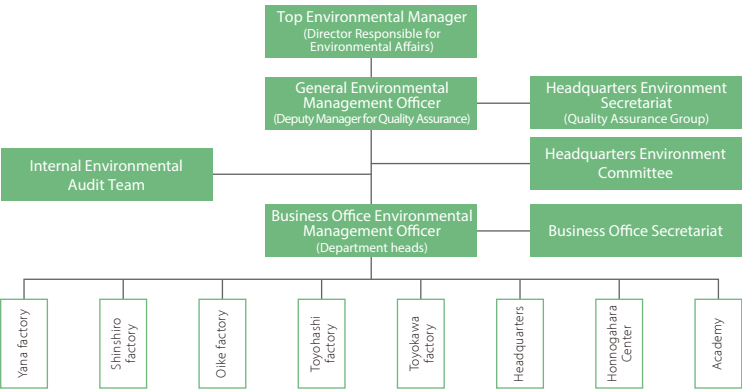 Top Environmental Manager
(Director Responsible for
Environmental Affairs)
General Environmental
Management Officer
(Deputy Manager for Quality Assurance)
Headquarters Environment
Secretariat
(Quality Assurance Group)
Internal Environmental
Audit Team
Headquarters Environment
Committee
Business Office Environmental
Management Officer
(Department heads)
Business Office Secretariat
Yana factory
Shinshiro
factory
Oike factory
Toyohashi
factory
Toyokawa
factory
Headquarters
Honnogahara
Center
Academy